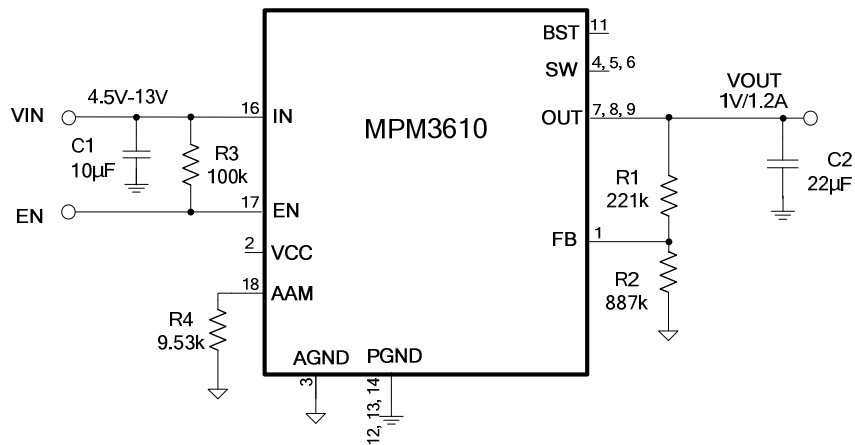 BST
11
SW
4, 5, 6
VIN
4.5V-13V
16
IN
MPM3610
OUT
7, 8, 9
VOUT
1V/1.2A
C1
10µF
R3
100k
R1
221k
C2
22µF
EN
17
EN
FB
1
2
VCC
18
AAM
R2
887k
R4
9.53k
AGND
PGND
3
12, 13, 14